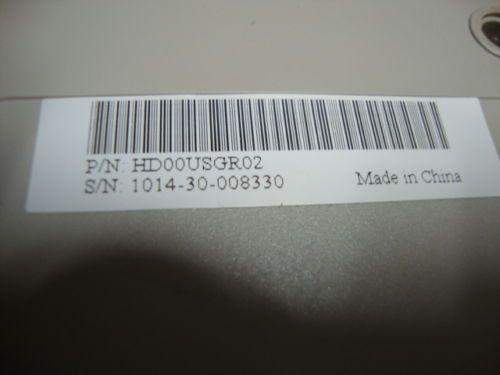 P/N: HD00USGR02
S/N: 1014-30-008330
Made in China